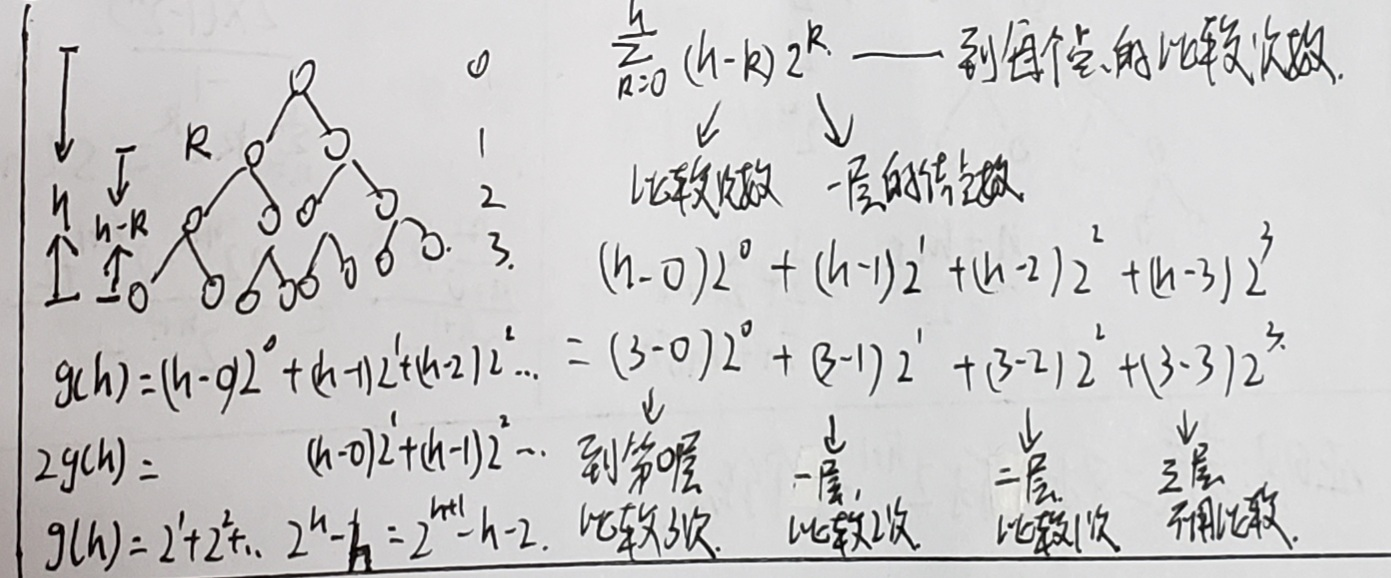 0
1
2
3.
k
h
h-k
∑_{k=0}^{h} (h-k) 2^k —— 到每个点的比较次数.
比较次数 一层的结点数
(h-0)2^0 + (h-1)2^1 + (h-2)2^2 + (h-3)2^3
= (3-0)2^0 + (3-1)2^1 + (3-2)2^2 + (3-3)2^3.
到第0层 比较3次.
一层, 比较2次
二层. 比较1次
三层 不用比较.
g(h) = (h-0)2^0 + (h-1)2^1 + (h-2)2^2 ...
2g(h) = (h-0)2^1 + (h-1)2^2 ...
g(h) = 2^1 + 2^2 + .. 2^h - h = 2^{h+1} - h - 2.